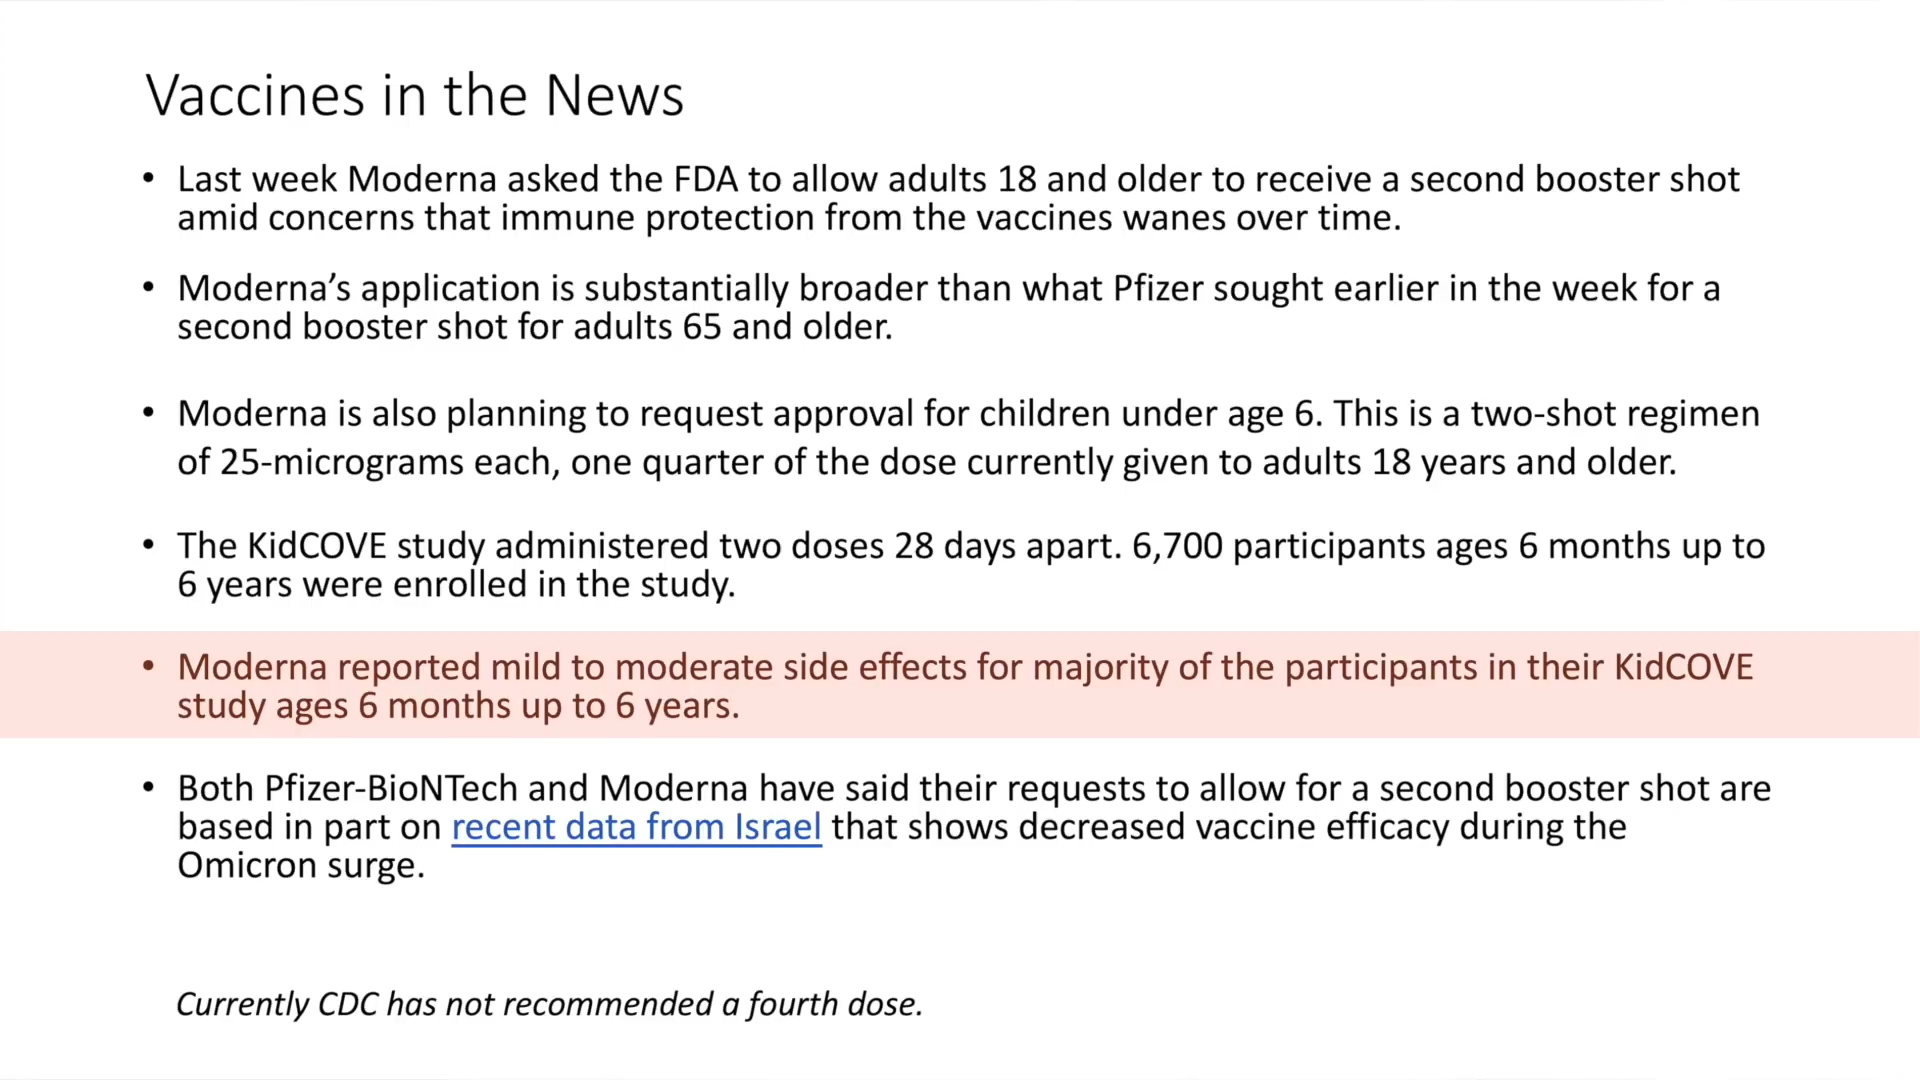 Vaccines in the News
• Last week Moderna asked the FDA to allow adults 18 and older to receive a second booster shot
amid concerns that immune protection from the vaccines wanes over time.
• Moderna’s application is substantially broader than what Pfizer sought earlier in the week for a
second booster shot for adults 65 and older.
• Moderna is also planning to request approval for children under age 6. This is a two-shot regimen
of 25-micrograms each, one quarter of the dose currently given to adults 18 years and older.
• The KidCOVE study administered two doses 28 days apart. 6,700 participants ages 6 months up to
6 years were enrolled in the study.
• Moderna reported mild to moderate side effects for majority of the participants in their KidCOVE
study ages 6 months up to 6 years.
• Both Pfizer-BioNTech and Moderna have said their requests to allow for a second booster shot are
based in part on recent data from Israel that shows decreased vaccine efficacy during the
Omicron surge.
Currently CDC has not recommended a fourth dose.